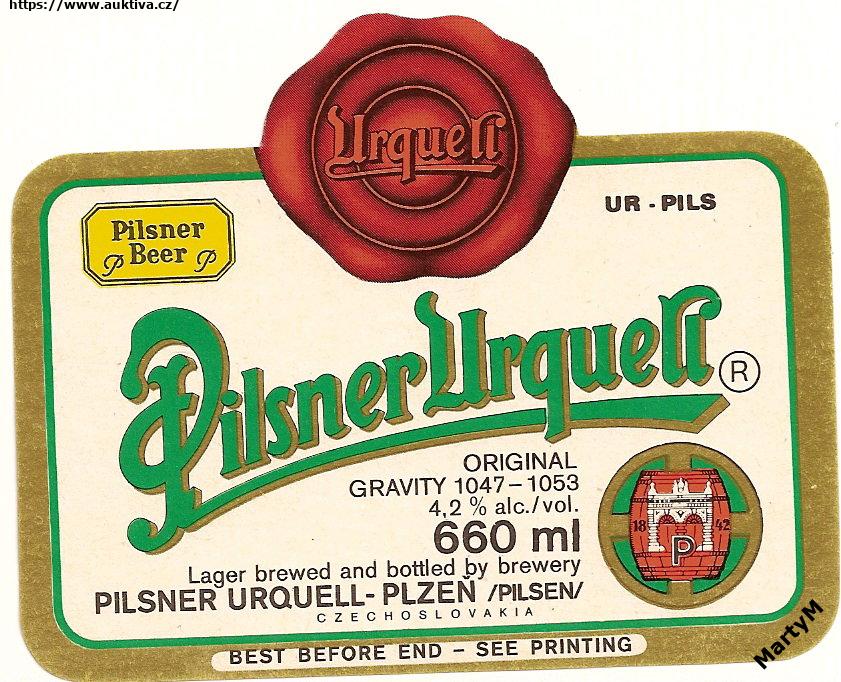 https://www.auktiva.cz/
Urquell
UR - PILS
Pilsner
Beer
P P
Pilsner Urquell ®
ORIGINAL
GRAVITY 1047 – 1053
4,2 % alc./vol.
660 ml
18 42
P
Lager brewed and bottled by brewery
PILSNER URQUELL- PLZEŇ /PILSEN/
CZECHOSLOVAKIA
BEST BEFORE END – SEE PRINTING
MartyM